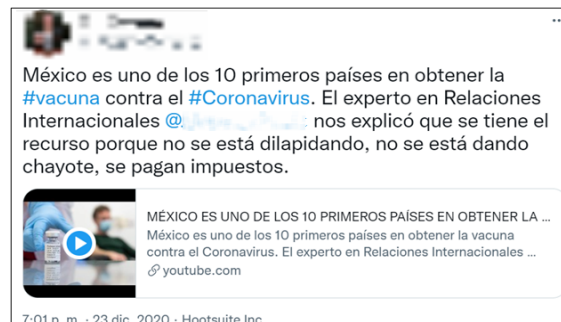 México es uno de los 10 primeros países en obtener la
#vacuna contra el #Coronavirus. El experto en Relaciones
Internacionales @ nos explicó que se tiene el
recurso porque no se está dilapidando, no se está dando
chayote, se pagan impuestos.
MÉXICO ES UNO DE LOS 10 PRIMEROS PAÍSES EN OBTENER LA ...
México es uno de los 10 primeros países en obtener la vacuna
contra el Coronavirus. El experto en Relaciones Internacionales ...
youtube.com
7:01 p. m. · 23 dic. 2020 · Hootsuite Inc.